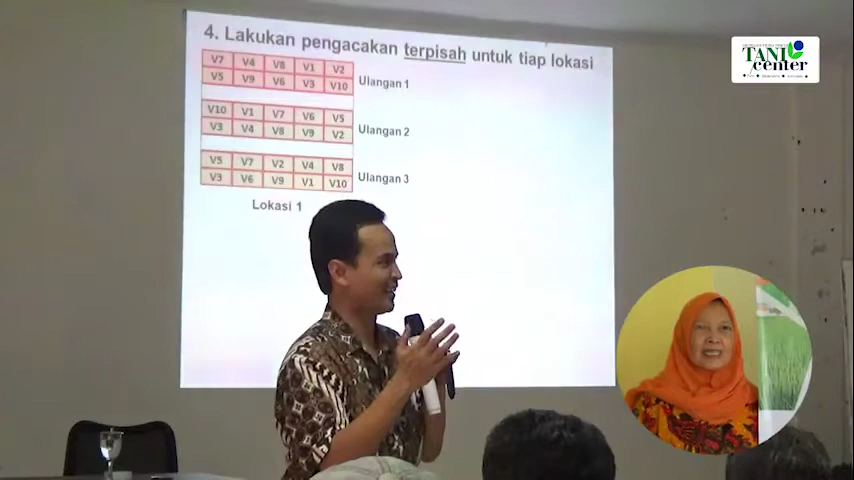 4. Lakukan pengacakan terpisah untuk tiap lokasi
V7 V4 V8 V1 V2
V5 V9 V6 V3 V10
Ulangan 1
V10 V1 V7 V6 V5
V3 V4 V8 V9 V2
Ulangan 2
V5 V7 V2 V4 V8
V3 V6 V9 V1 V10
Ulangan 3
Lokasi 1
TANI
center